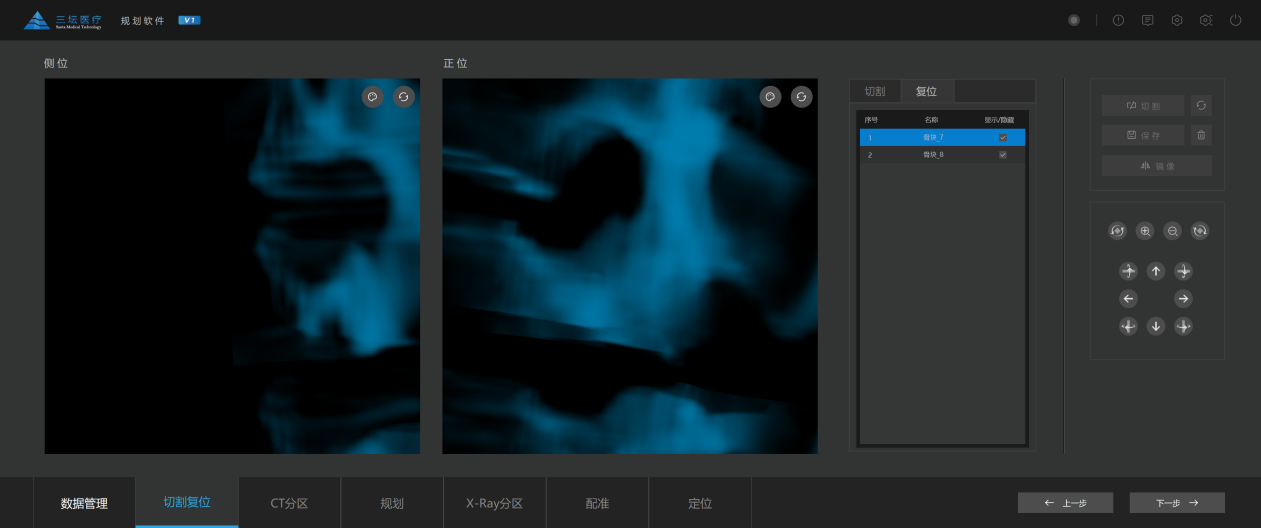 三坛医疗
Santa Medical Technology
规划软件
V1
侧位
正位
切割 复位
序号 名称 显示/隐藏
1 骨块_7
2 骨块_8
切割
保存
镜像
数据管理 切割复位 CT分区 规划 X-Ray分区 配准 定位
← 上一步 下一步 →